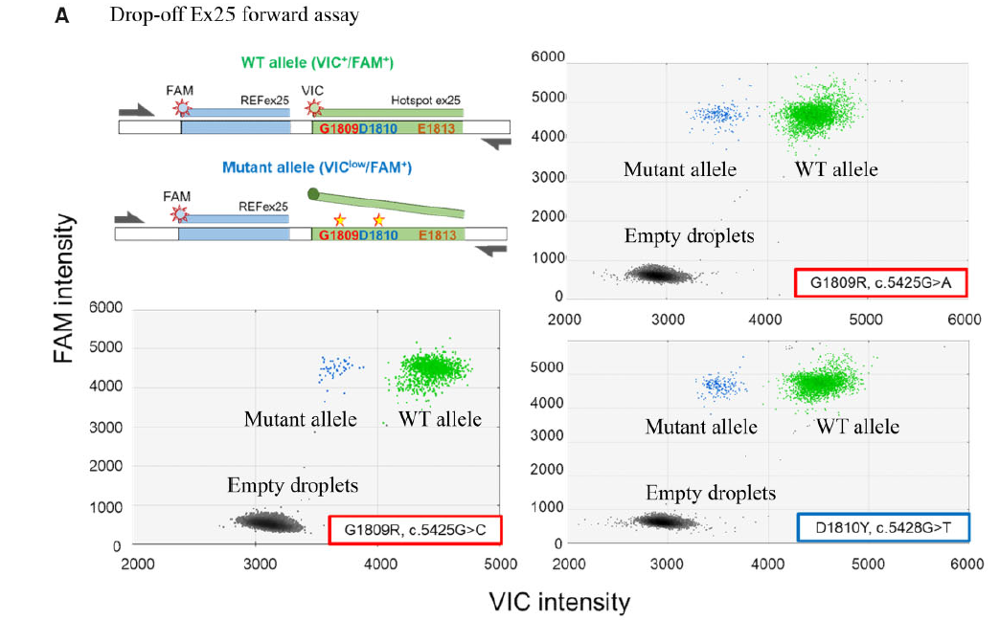 A Drop-off Ex25 forward assay
WT allele (VIC⁺/FAM⁺)
FAM
VIC
REFex25
Hotspot ex25
G1809D1810 E1813
Mutant allele (VICˡᵒʷ/FAM⁺)
FAM
REFex25
G1809D1810 E1813
6000
5000
4000
3000
2000
1000
0
Mutant allele
WT allele
Empty droplets
G1809R, c.5425G>A
2000
3000
4000
5000
6000
FAM intensity
6000
5000
4000
3000
2000
1000
0
Mutant allele
WT allele
Empty droplets
G1809R, c.5425G>C
2000
3000
4000
5000
5000
4000
3000
2000
1000
0
Mutant allele
WT allele
Empty droplets
D1810Y, c.5428G>T
2000
3000
4000
5000
6000
VIC intensity